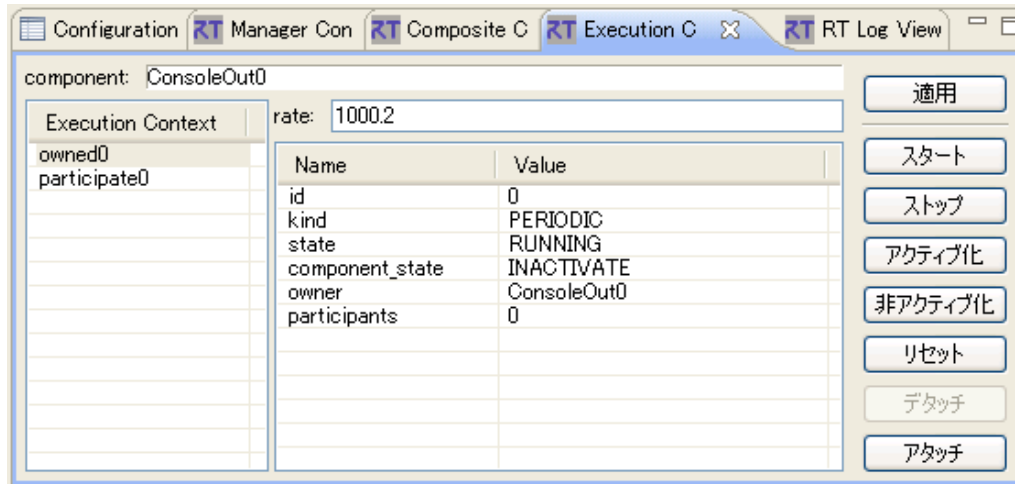 Configuration RT Manager Con RT Composite C RT Execution C RT RT Log View
component: ConsoleOut0
適用
Execution Context
rate: 1000.2
owned0
participate0
Name Value
id 0
kind PERIODIC
state RUNNING
component_state INACTIVATE
owner ConsoleOut0
participants 0
スタート
ストップ
アクティブ化
非アクティブ化
リセット
デタッチ
アタッチ